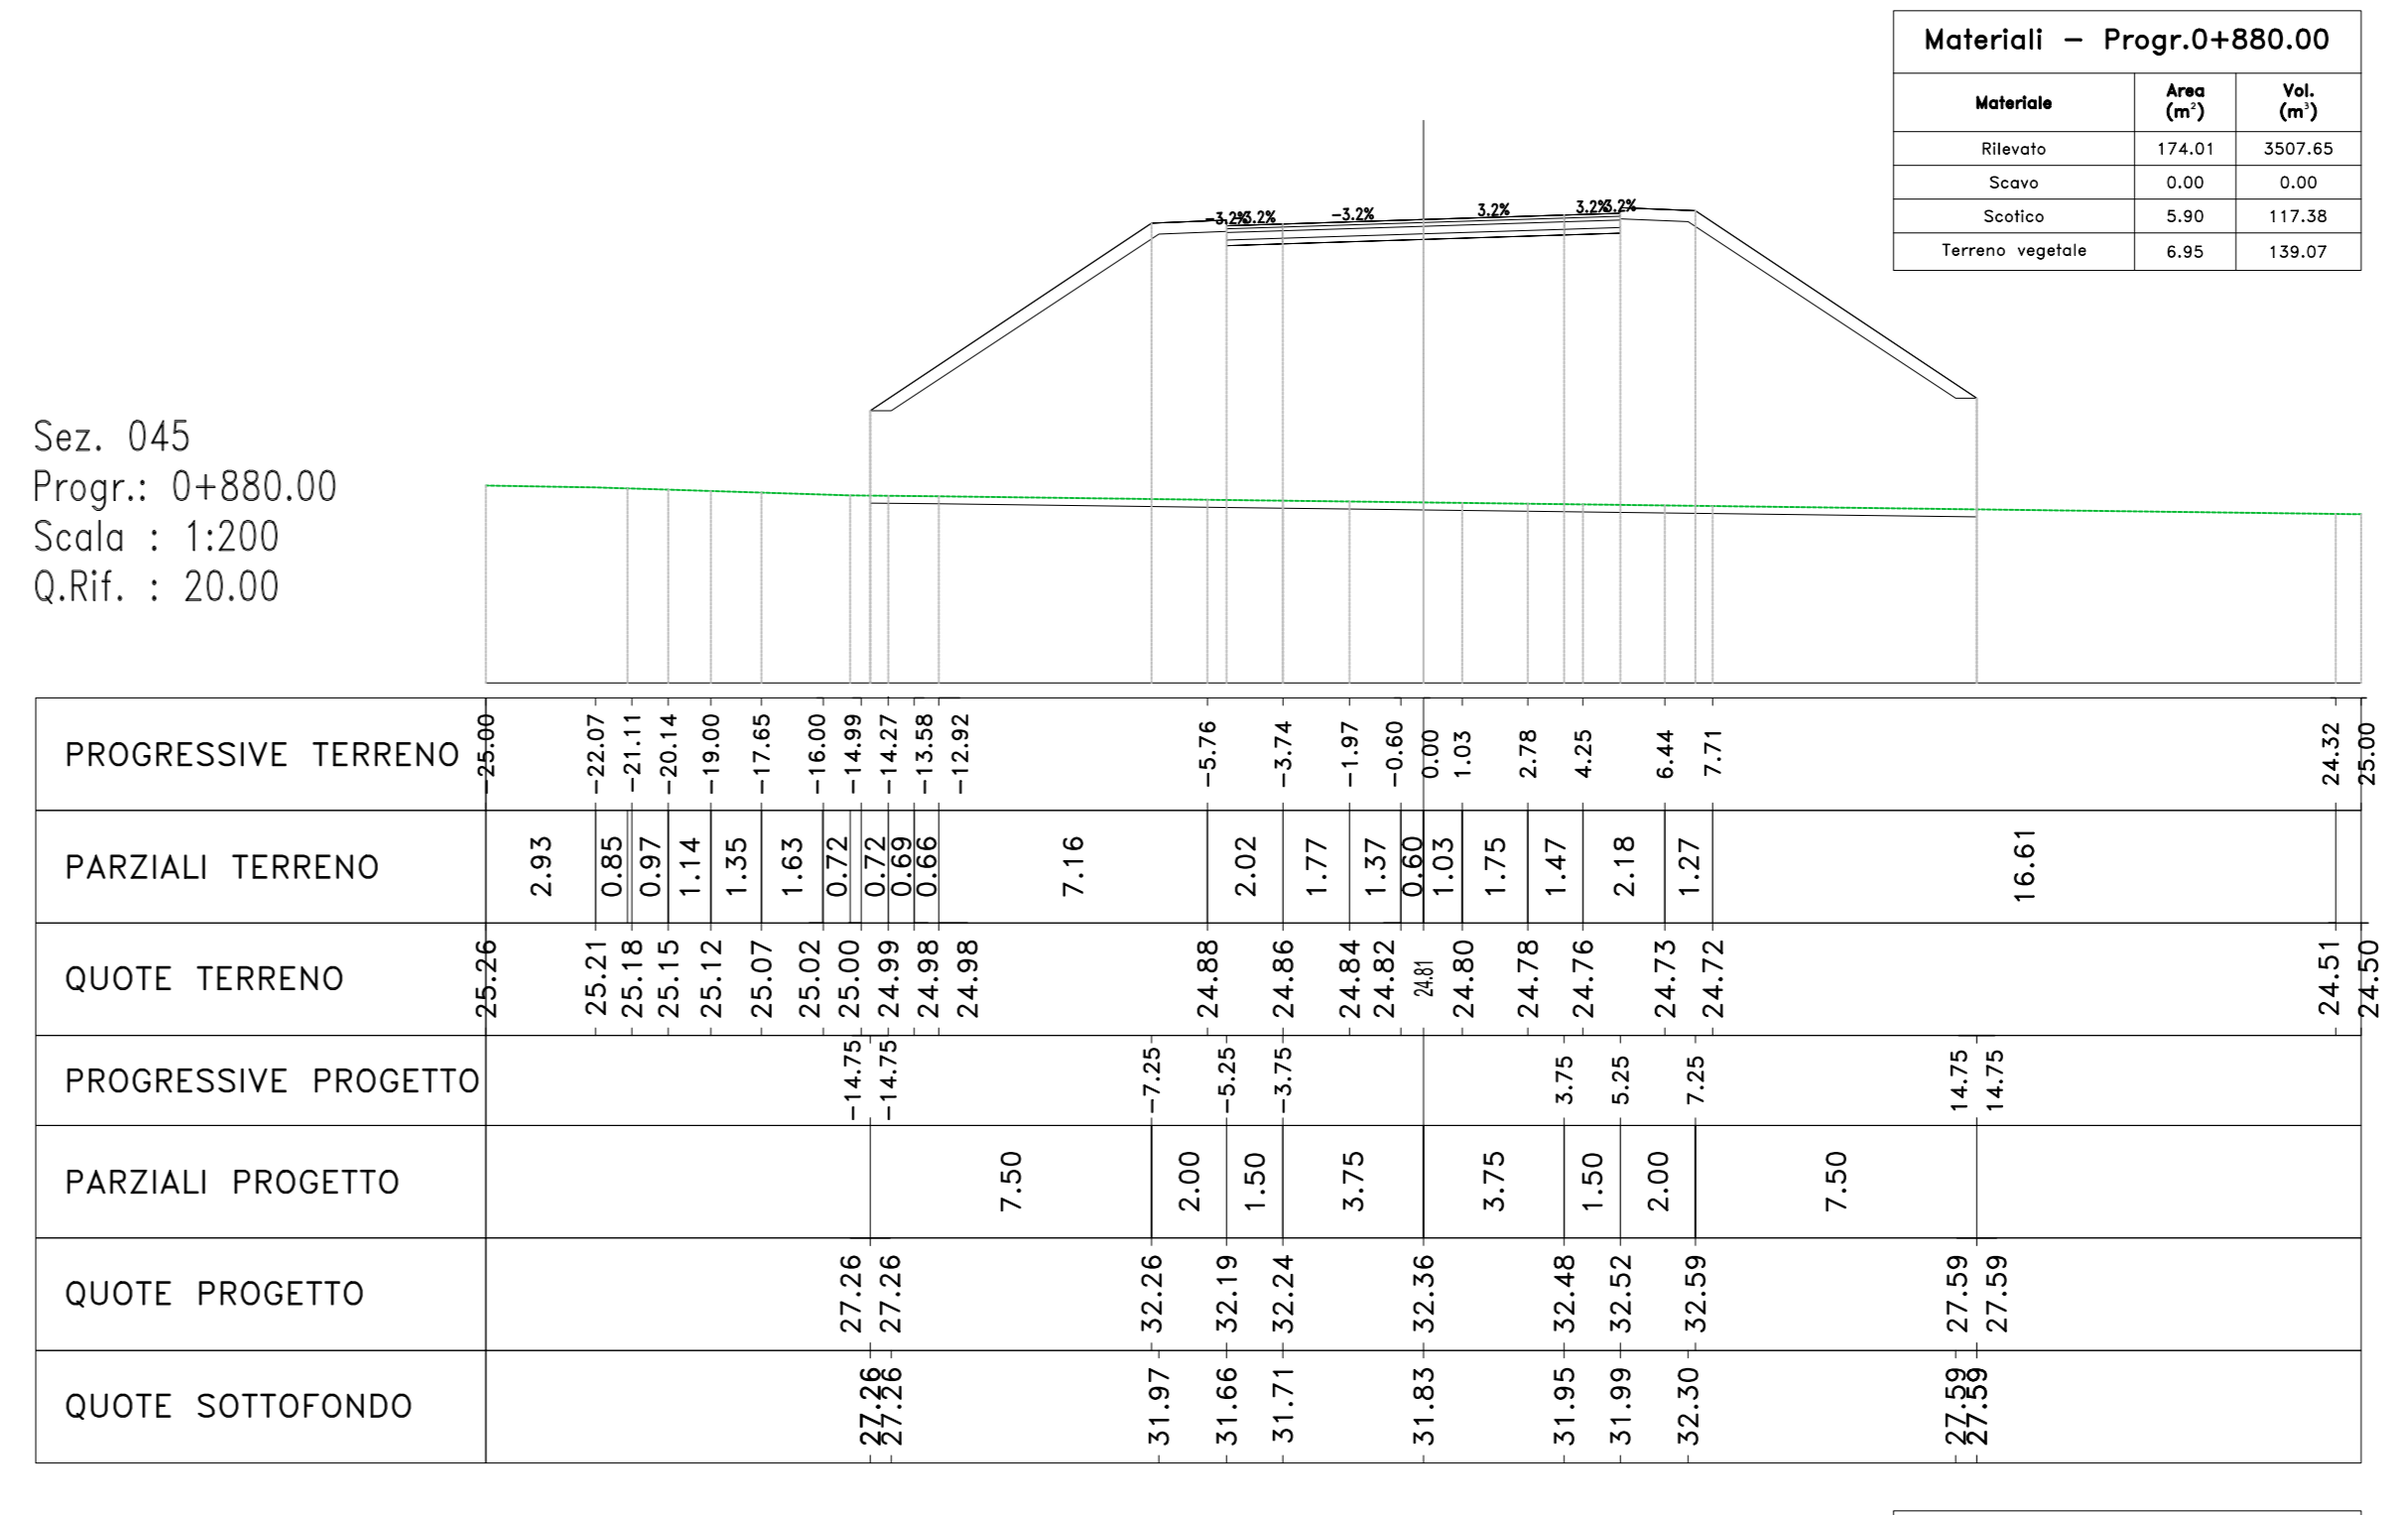 Materiali – Progr.0+880.00
Materiale Area (m²) Vol. (m³)
Rilevato 174.01 3507.65
Scavo 0.00 0.00
Scotico 5.90 117.38
Terreno vegetale 6.95 139.07
-3.2% 3.2% -3.2% 3.2% 3.2% 3.2%
Sez. 045
Progr.: 0+880.00
Scala : 1:200
Q.Rif. : 20.00
PROGRESSIVE TERRENO -25.00 -22.07 -21.11 -20.14 -19.00 -17.65 -16.00 -14.99 -14.27 -13.58 -12.92 -5.76 -3.74 -1.97 -0.60 0.00 1.03 2.78 4.25 6.44 7.71 24.32 25.00
PARZIALI TERRENO 2.93 0.85 0.97 1.14 1.35 1.63 0.72 0.72 0.69 0.66 7.16 2.02 1.77 1.37 0.60 1.03 1.75 1.47 2.18 1.27 16.61
QUOTE TERRENO 25.26 25.21 25.18 25.15 25.12 25.07 25.02 25.00 24.99 24.98 24.98 24.88 24.86 24.84 24.82 24.81 24.80 24.78 24.76 24.73 24.72 24.51 24.50
PROGRESSIVE PROGETTO -14.75 -14.75 -7.25 -5.25 -3.75 3.75 5.25 7.25 14.75 14.75
PARZIALI PROGETTO 7.50 2.00 1.50 3.75 3.75 1.50 2.00 7.50
QUOTE PROGETTO 27.26 27.26 32.26 32.19 32.24 32.36 32.48 32.52 32.59 27.59 27.59
QUOTE SOTTOFONDO 27.26 27.26 31.97 31.66 31.71 31.83 31.95 31.99 32.30 27.59 27.59